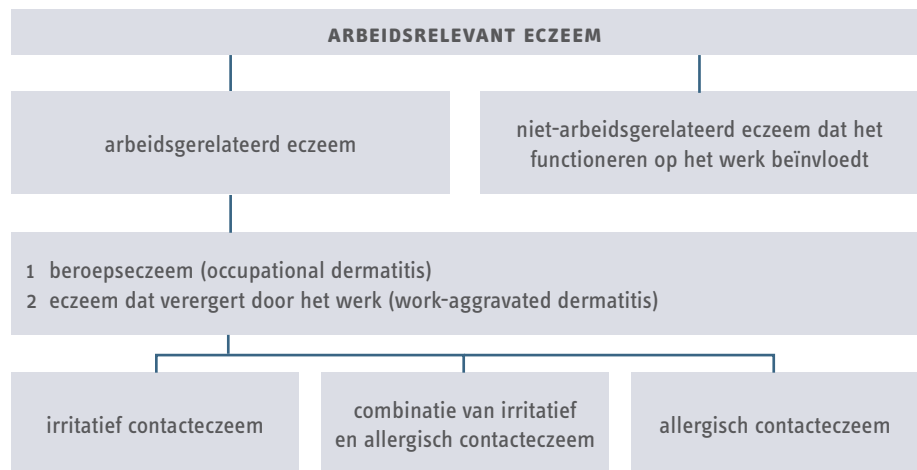 ARBEIDSRELEVANT ECZEEM
arbeidsgerelateerd eczeem
niet-arbeidsgerelateerd eczeem dat het
functioneren op het werk beïnvloedt
1 beroepseczeem (occupational dermatitis)
2 eczeem dat verergert door het werk (work-aggravated dermatitis)
irritatief contacteczeem
combinatie van irritatief
en allergisch contacteczeem
allergisch contacteczeem